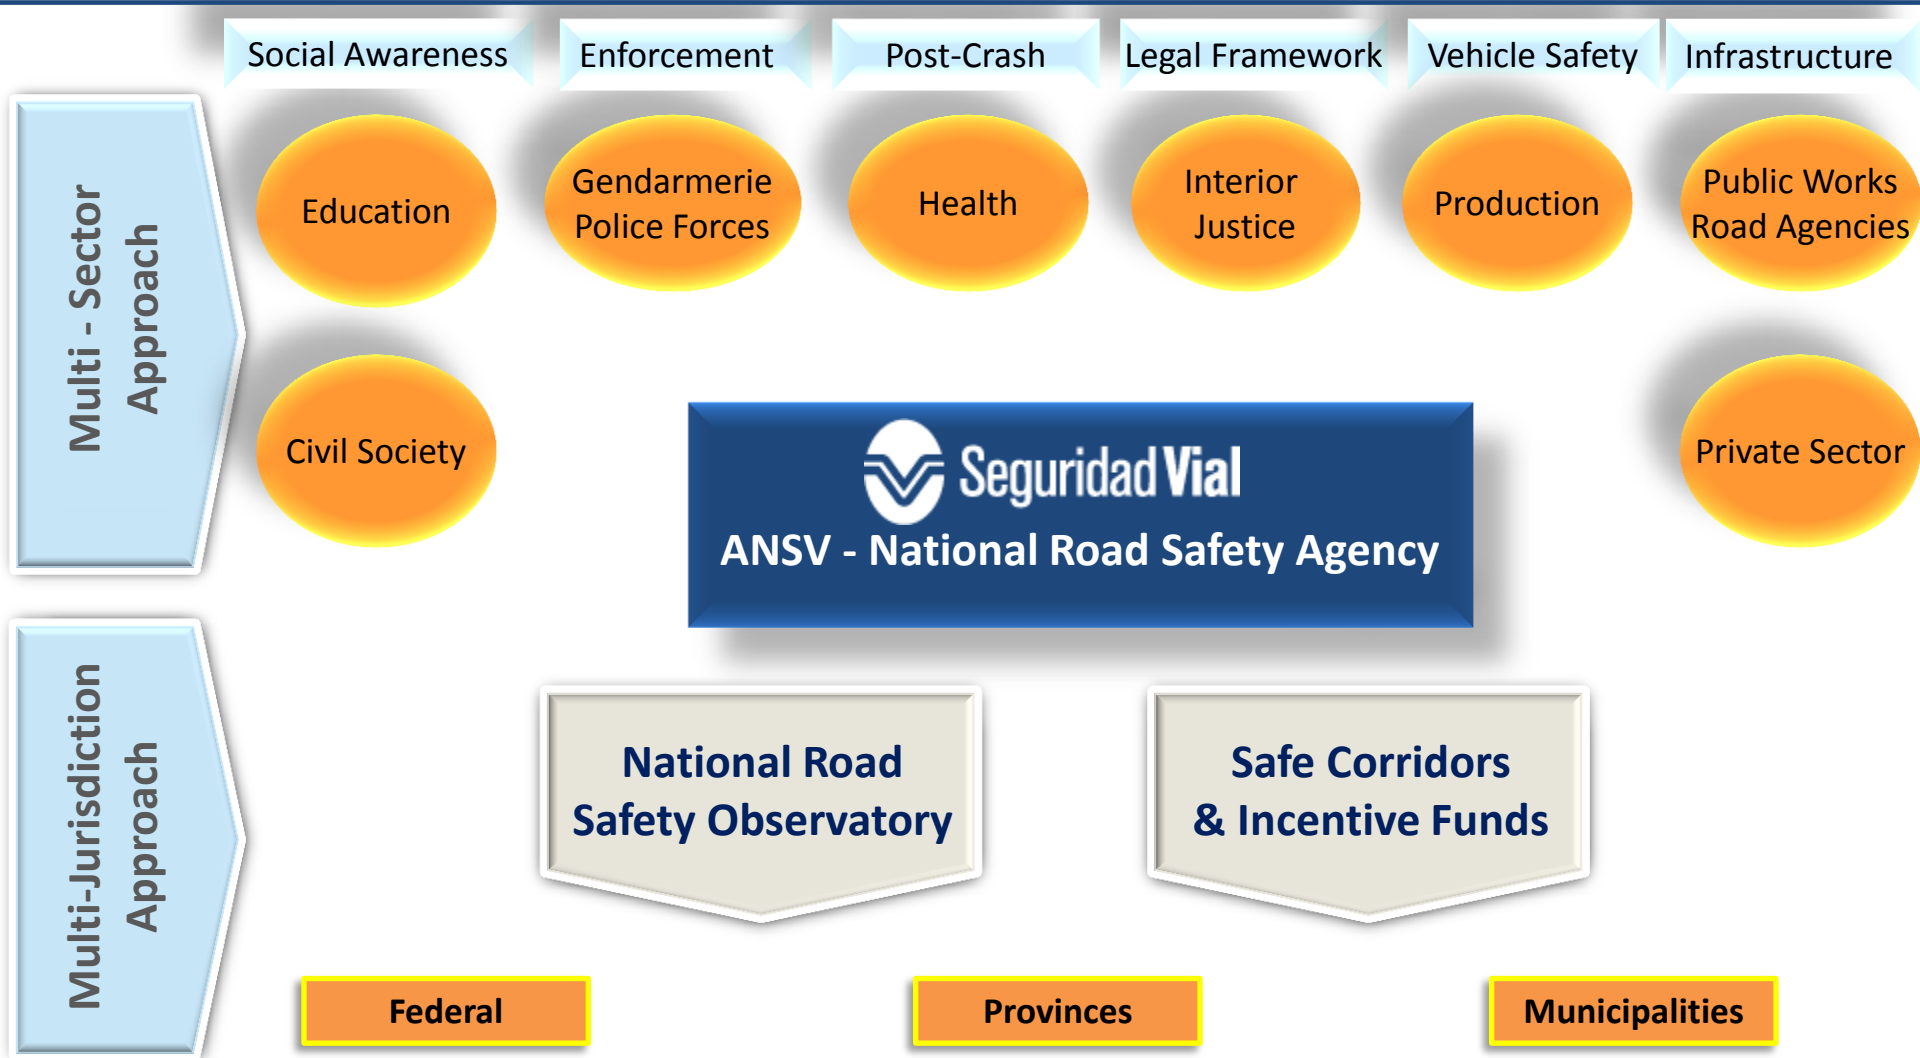 Social Awareness
Enforcement
Post-Crash
Legal Framework
Vehicle Safety
Infrastructure
Multi - Sector
Approach
Education
Gendarmerie
Police Forces
Health
Interior
Justice
Production
Public Works
Road Agencies
Civil Society
Private Sector
Seguridad Vial
ANSV - National Road Safety Agency
Multi-Jurisdiction
Approach
National Road
Safety Observatory
Safe Corridors
& Incentive Funds
Federal
Provinces
Municipalities